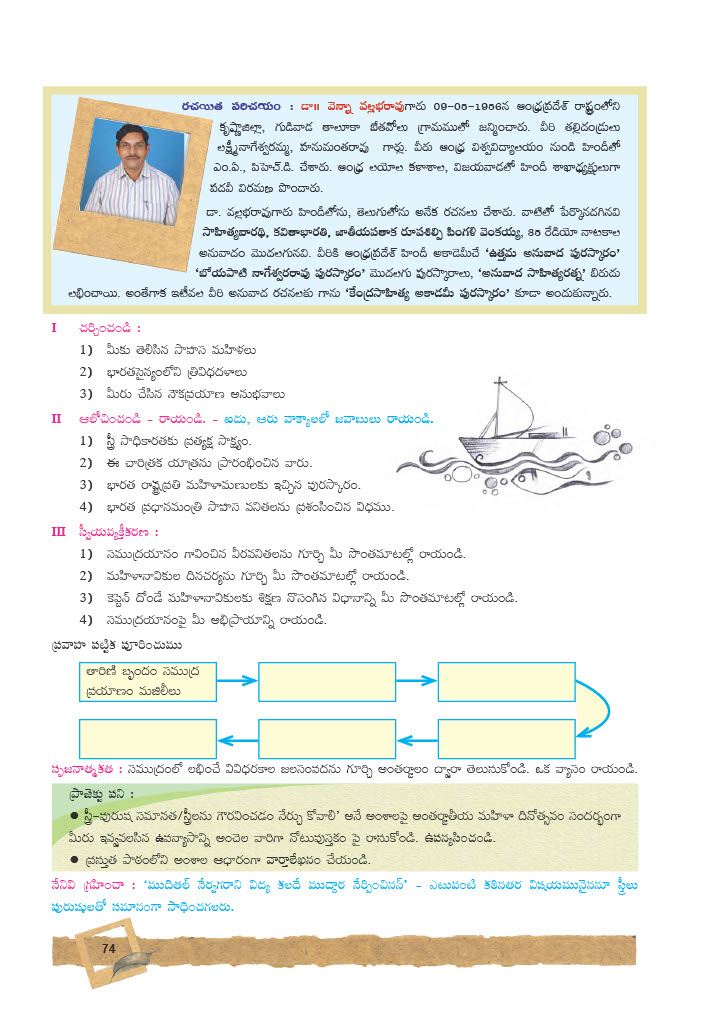 రచయిత పరిచయం : డా॥ వెన్నా వల్లభరావుగారు 09-08-1956న ఆంధ్రప్రదేశ్ రాష్ట్రంలోని
కృష్ణాజిల్లా, గుడివాడ తాలూకా బేతవోలు గ్రామములో జన్మించారు. వీరి తల్లిదండ్రులు
లక్ష్మీనాగేశ్వరమ్మ, హనుమంతరావు గార్లు. వీరు ఆంధ్ర విశ్వవిద్యాలయం నుండి హిందీలో
ఎం.ఏ., పిహెచ్.డి. చేశారు. ఆంధ్ర లయోల కళాశాల, విజయవాడలో హిందీ శాఖాధ్యక్షులుగా
పదవీ విరమణ పొందారు.
డా. వల్లభరావుగారు హిందీలోను, తెలుగులోను అనేక రచనలు చేశారు. వాటిలో పేర్కొనదగినవి
సాహిత్యవారథి, కవితాభారతి, జాతీయపతాక రూపశిల్పి పింగళి వెంకయ్య, 85 రేడియో నాటకాల
అనువాదం మొదలుగునవి. వీరికి ఆంధ్రప్రదేశ్ హిందీ అకాడెమీచే 'ఉత్తమ అనువాద పురస్కారం'
'బోయపాటి నాగేశ్వరరావు పురస్కారం' మొదలగు పురస్కారాలు, 'అనువాద సాహిత్యరత్న' బిరుదు
లభించాయి. అంతేగాక ఇటీవల వీరి అనువాద రచనలకు గాను 'కేంద్రసాహిత్య అకాడమీ పురస్కారం' కూడా అందుకున్నారు.
I చర్చించండి :
1) మీకు తెలిసిన సాహస మహిళలు
2) భారతసైన్యంలోని త్రివిధదళాలు
3) మీరు చేసిన నౌకప్రయాణ అనుభవాలు
II ఆలోచించండి - రాయండి. - ఐదు, ఆరు వాక్యాలలో జవాబులు రాయండి.
1) స్త్రీ సాధికారతకు ప్రత్యక్ష సాక్ష్యం.
2) ఈ చారిత్రక యాత్రను ప్రారంభించిన వారు.
3) భారత రాష్ట్రపతి మహిళామణులకు ఇచ్చిన పురస్కారం.
4) భారత ప్రధానమంత్రి సాహస వనితలను ప్రశంసించిన విధము.
III స్వీయవ్యక్తీకరణ :
1) సముద్రయానం గావించిన వీరవనితలను గూర్చి మీ సొంతమాటల్లో రాయండి.
2) మహిళానావికుల దినచర్యను గూర్చి మీ సొంతమాటల్లో రాయండి.
3) కెప్టెన్ దోండే మహిళానావికులకు శిక్షణ నొసంగిన విధానాన్ని మీ సొంతమాటల్లో రాయండి.
4) సముద్రయానంపై మీ అభిప్రాయాన్ని రాయండి.
ప్రవాహ పట్టిక పూరించుము
తారిణి బృందం సముద్ర
ప్రయాణం మజిలీలు
సృజనాత్మకత : సముద్రంలో లభించే వివిధరకాల జలసంపదను గూర్చి అంతర్జాలం ద్వారా తెలుసుకోండి. ఒక వ్యాసం రాయండి.
ప్రాజెక్టు పని :
● స్త్రీ-పురుష సమానత/స్త్రీలను గౌరవించడం నేర్చు కోవాలి' అనే అంశాలపై అంతర్జాతీయ మహిళా దినోత్సవం సందర్భంగా
మీరు ఇవ్వవలసిన ఉపన్యాసాన్ని అంచెల వారిగా నోటుపుస్తకం పై రాసుకోండి. ఉపన్యసించండి.
● ప్రస్తుత పాఠంలోని అంశాల ఆధారంగా వార్తాలేఖనం చేయండి.
నేనివి గ్రహించా : 'ముదితల్ నేర్వగరాని విద్య కలదే ముద్దార నేర్పించినన్' - ఎటువంటి కఠినతర విషయమునైననూ స్త్రీలు
పురుషులతో సమానంగా సాధించగలరు.
74